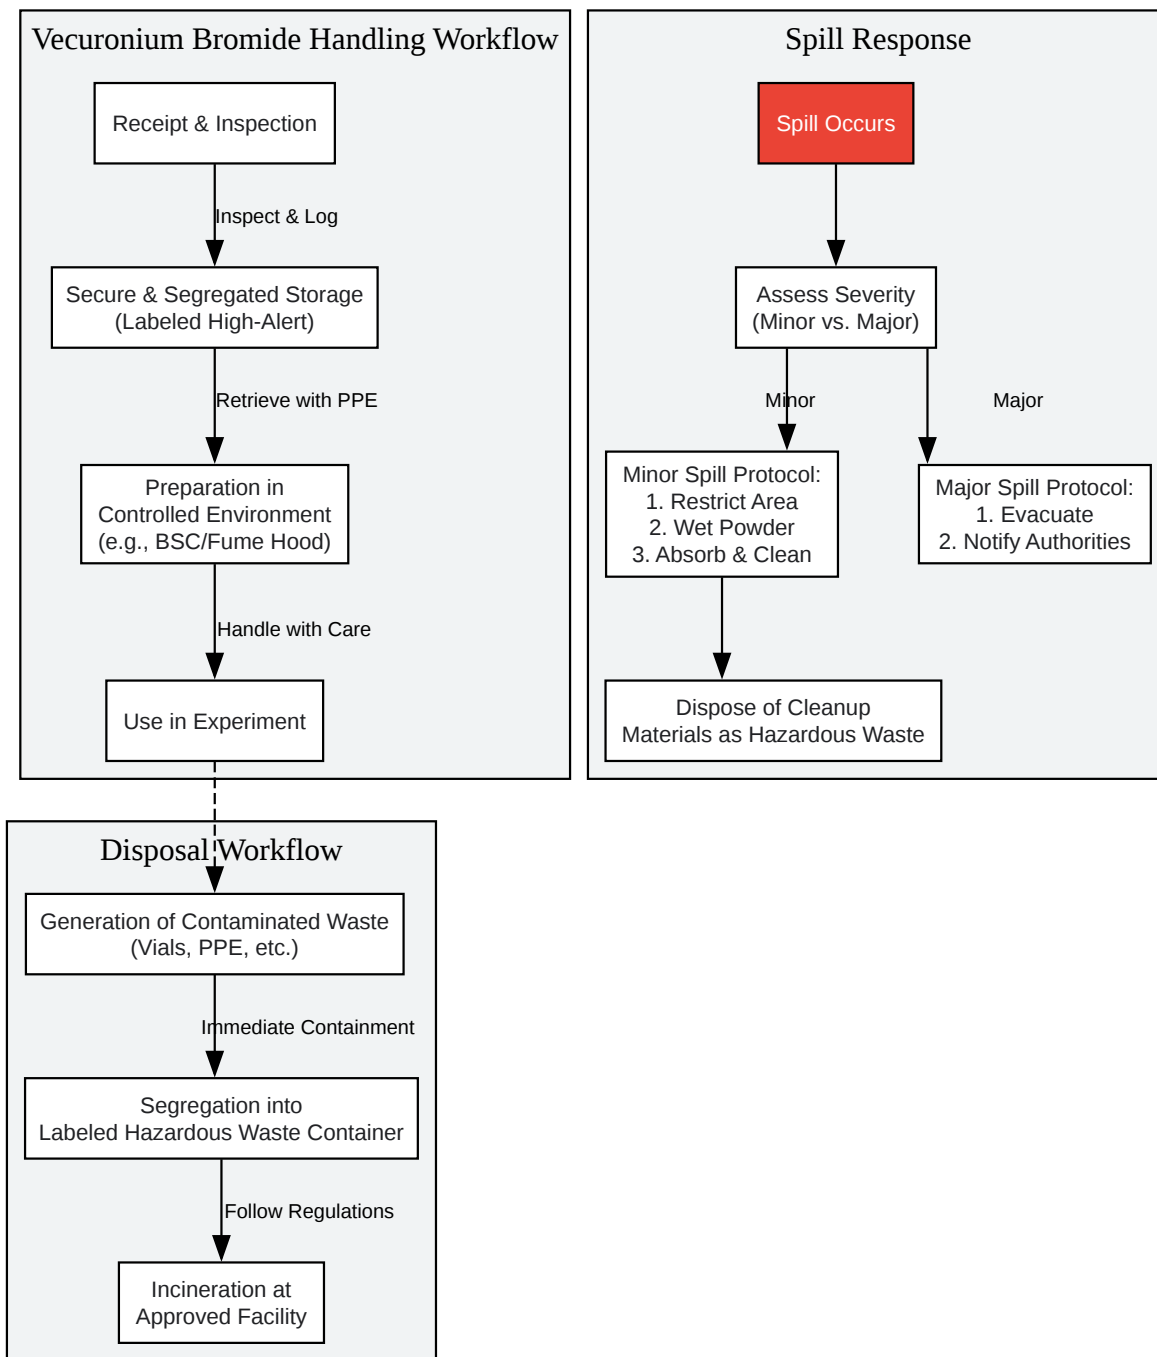 Vecuronium Bromide Handling Workflow
Receipt & Inspection
Inspect & Log
Secure & Segregated Storage
(Labeled High-Alert)
Retrieve with PPE
Preparation in
Controlled Environment
(e.g., BSC/Fume Hood)
Handle with Care
Use in Experiment
Spill Response
Spill Occurs
Assess Severity
(Minor vs. Major)
Minor
Major
Minor Spill Protocol:
1. Restrict Area
2. Wet Powder
3. Absorb & Clean
Major Spill Protocol:
1. Evacuate
2. Notify Authorities
Dispose of Cleanup
Materials as Hazardous Waste
Disposal Workflow
Generation of Contaminated Waste
(Vials, PPE, etc.)
Immediate Containment
Segregation into
Labeled Hazardous Waste Container
Follow Regulations
Incineration at
Approved Facility